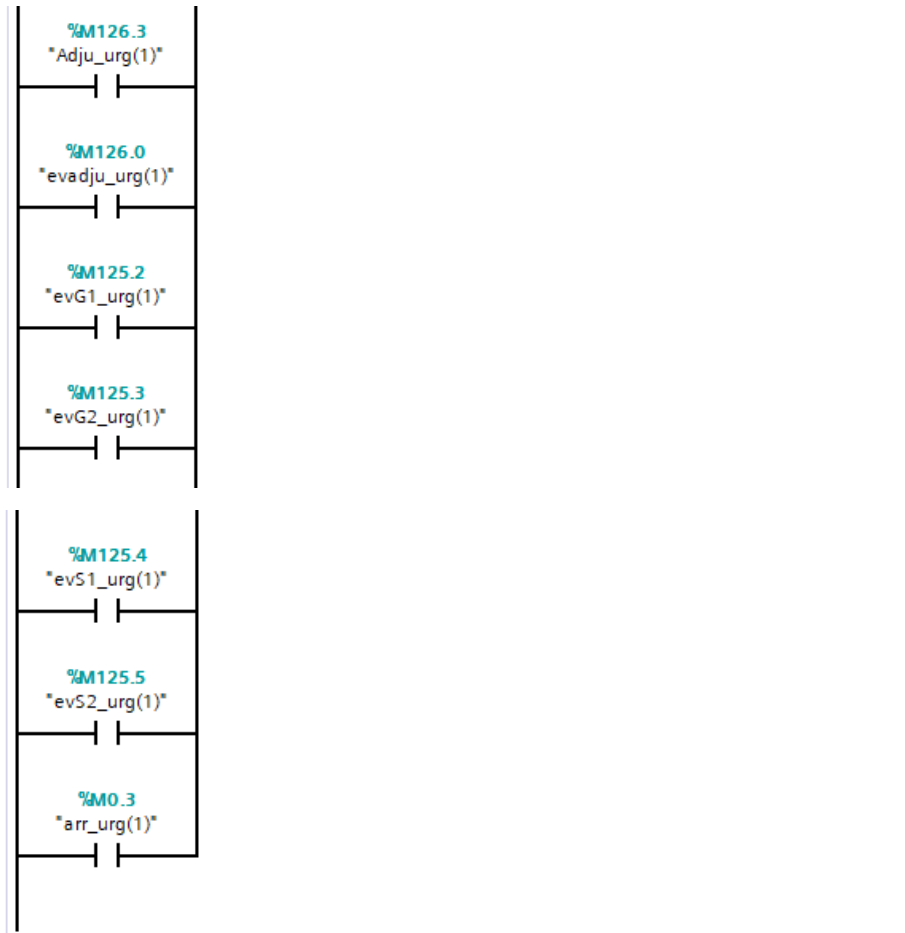 %M126.3
"Adju_urg(1)"
%M126.0
"evadju_urg(1)"
%M125.2
"evG1_urg(1)"
%M125.3
"evG2_urg(1)"
%M125.4
"evS1_urg(1)"
%M125.5
"evS2_urg(1)"
%M0.3
"arr_urg(1)"